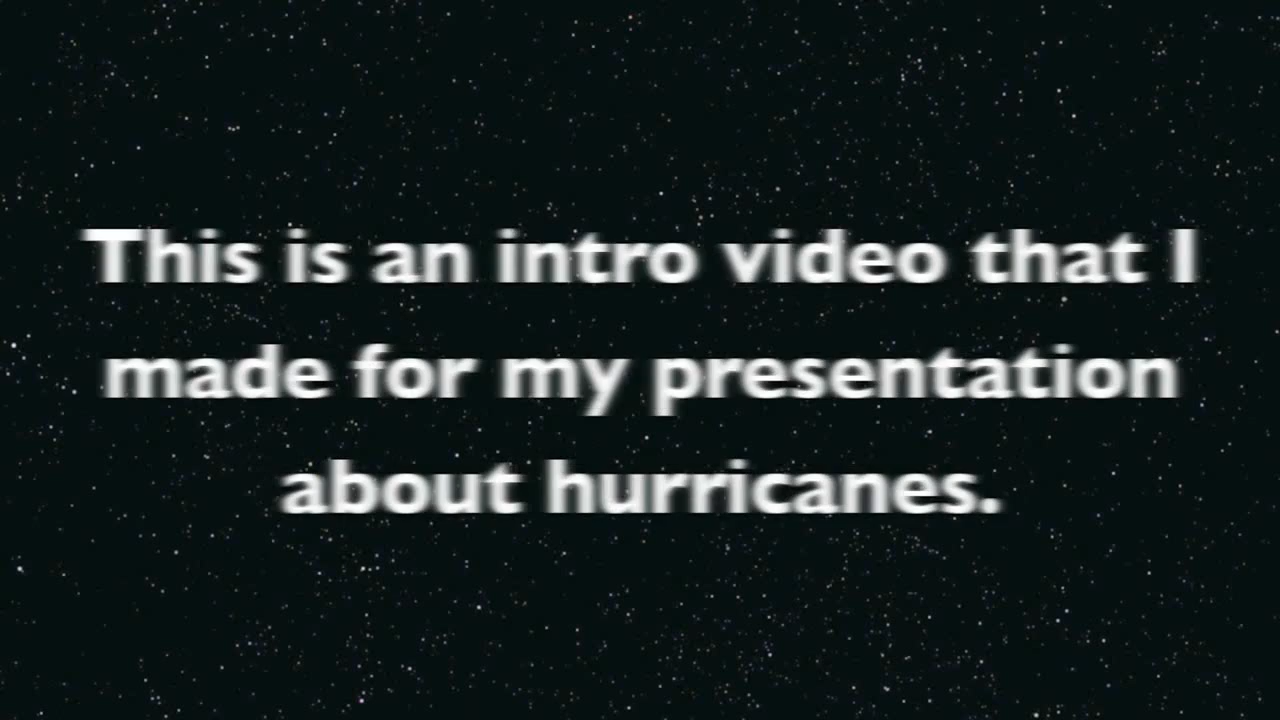 This is an intro video that I
made for my presentation
about hurricanes.